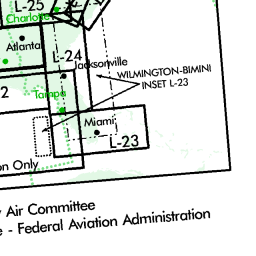 L-25
Charlotte
Atlanta
L-24
Jacksonville
WILMINGTON-BIMINI
INSET L-23
2
Tampa
Miami
L-23
on Only
Air Committee
- Federal Aviation Administration